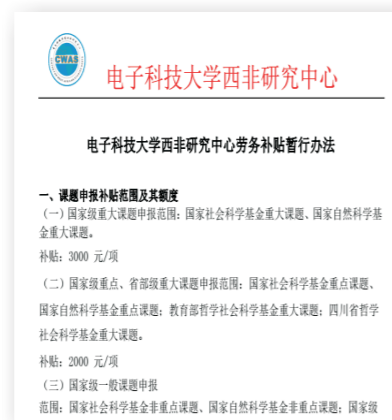 CWAS
电子科技大学西非研究中心
电子科技大学西非研究中心劳务补贴暂行办法
一、课题申报补贴范围及其额度
（一）国家级重大课题申报范围：国家社会科学基金重大课题、国家自然科学基
金重大课题。
补贴：3000 元/项
（二）国家级重点、省部级重大课题申报范围：国家社会科学基金重点课题、
国家自然科学基金重点课题；教育部哲学社会科学基金重大课题；四川省哲学
社会科学基金重大课题。
补贴：2000 元/项
（三）国家级一般课题申报
范围：国家社会科学基金非重点课题、国家自然科学基金非重点课题；国家级